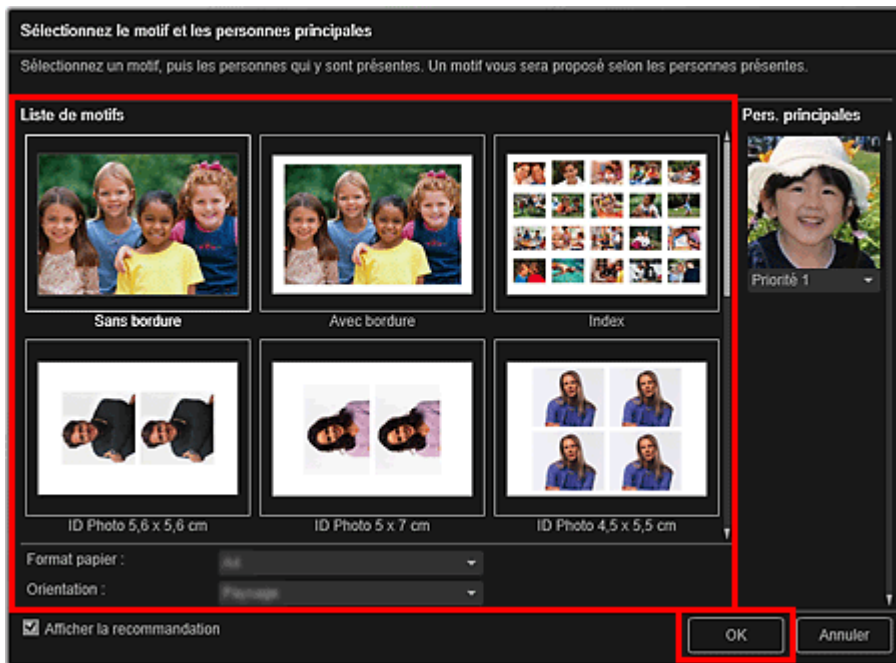 Sélectionnez le motif et les personnes principales
Sélectionnez un motif, puis les personnes qui y sont présentes. Un motif vous sera proposé selon les personnes présentes.
Liste de motifs
Pers. principales
Sans bordure
Avec bordure
Index
Priorité 1
ID Photo 5,6 x 5,6 cm
ID Photo 5 x 7 cm
ID Photo 4,5 x 5,5 cm
Format papier :
A4
Orientation :
Paysage
Afficher la recommandation
OK
Annuler